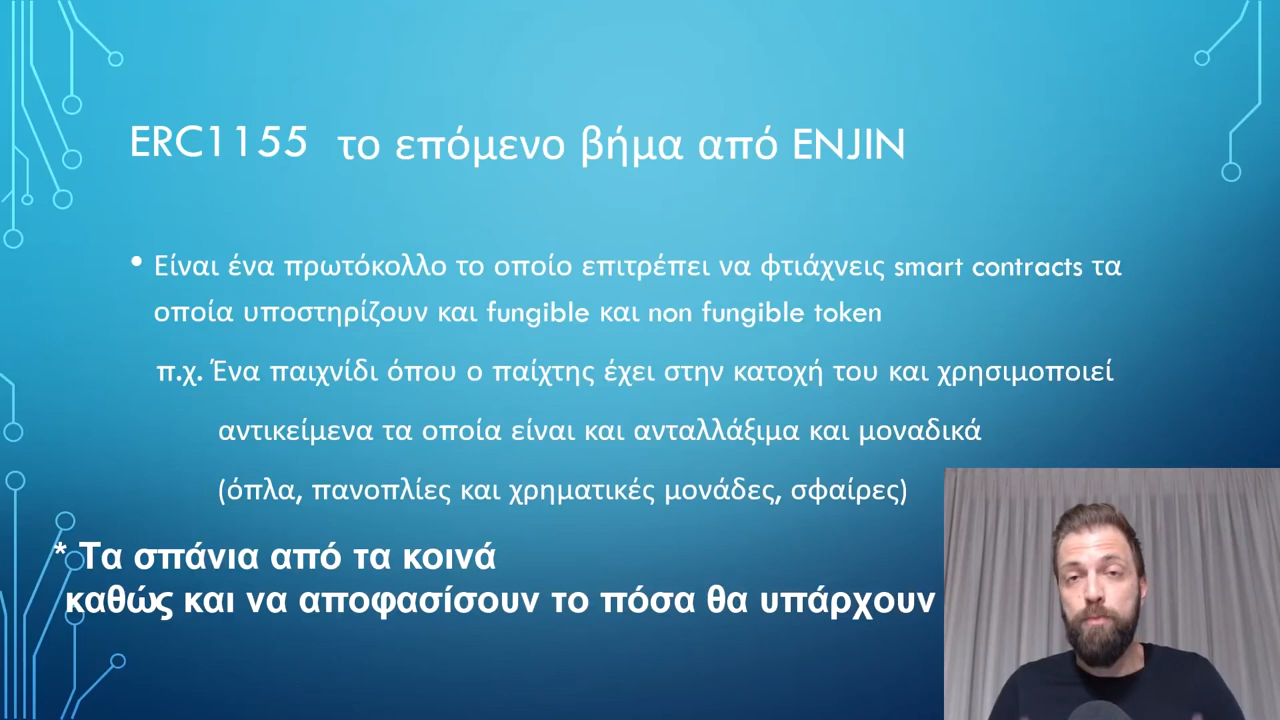 ERC1155 το επόμενο βήμα από ENJIN
• Είναι ένα πρωτόκολλο το οποίο επιτρέπει να φτιάχνεις smart contracts τα
οποία υποστηρίζουν και fungible και non fungible token
π.χ. Ένα παιχνίδι όπου ο παίχτης έχει στην κατοχή του και χρησιμοποιεί
αντικείμενα τα οποία είναι και ανταλλάξιμα και μοναδικά
(όπλα, πανοπλίες και χρηματικές μονάδες, σφαίρες)
* Τα σπάνια από τα κοινά
καθώς και να αποφασίσουν το πόσα θα υπάρχουν